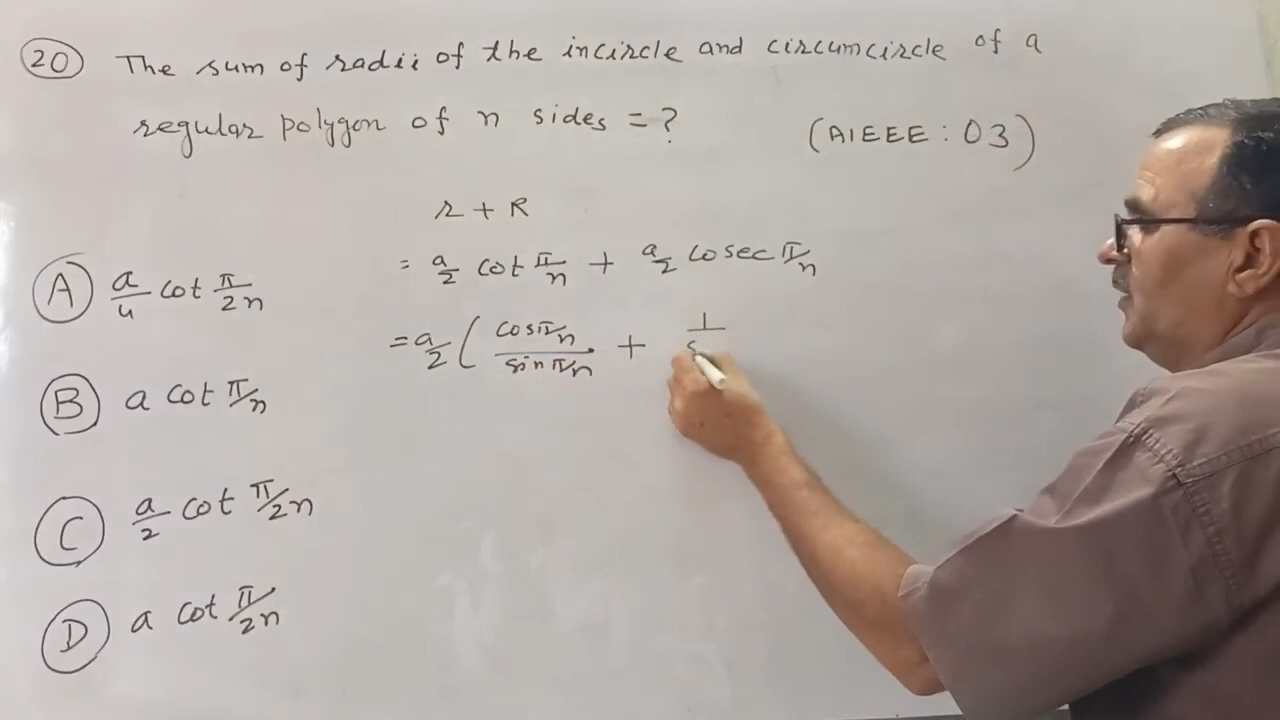 20 The sum of radii of the incircle and circumcircle of a
regular polygon of n sides = ?
(AIEEE : 03)
r + R
= a/2 cot π/n + a/2 cosec π/n
= a/2 ( cos π/n / sin π/n + 1 / s
A a/4 cot π/2n
B a cot π/n
C a/2 cot π/2n
D a cot π/2n